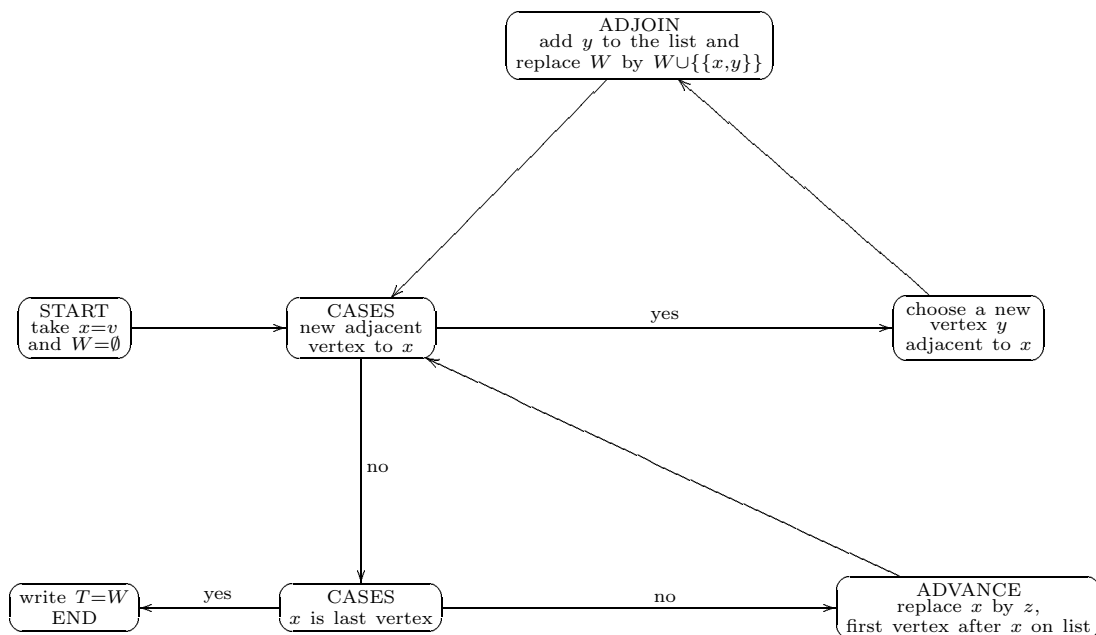 ADJOIN
add y to the list and
replace W by W∪{{x,y}}
START
take x=v
and W=∅
CASES
new adjacent
vertex to x
yes
choose a new
vertex y
adjacent to x
no
write T=W
END
yes
CASES
x is last vertex
no
ADVANCE
replace x by z,
first vertex after x on list